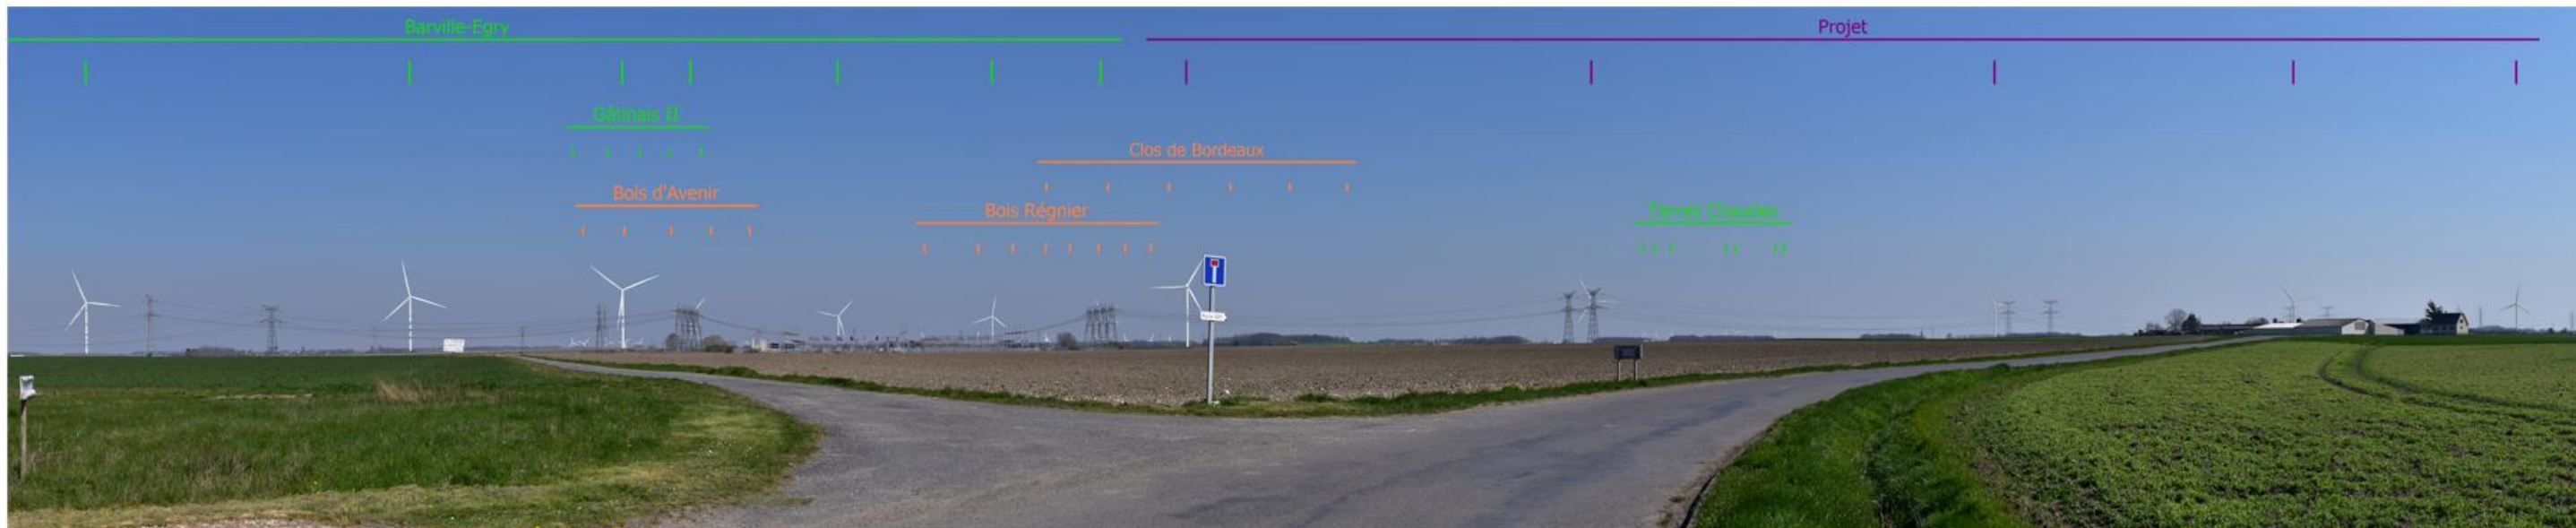 Barville-Egry
Projet
Gâtinais II
Clos de Bordeaux
Bois d'Avenir
Bois Régnier
Terres Chaudes